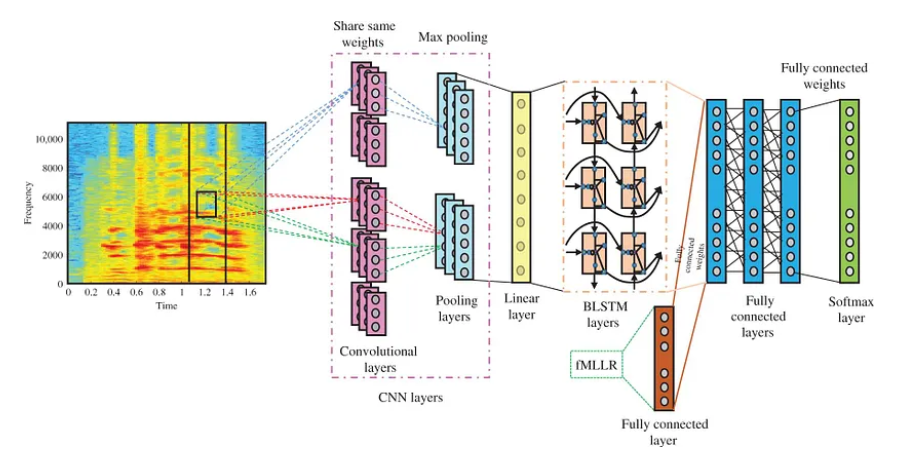 Share same
weights
Max pooling
Fully connected
weights
10,000
8000
6000
4000
2000
0
Frequency
0 0.2 0.4 0.6 0.8 1 1.2 1.4 1.6
Time
Convolutional
layers
Pooling
layers
CNN layers
Linear
layer
BLSTM
layers
Fully
connected
weights
fMLLR
Fully connected
layer
Fully
connected
layers
Softmax
layer